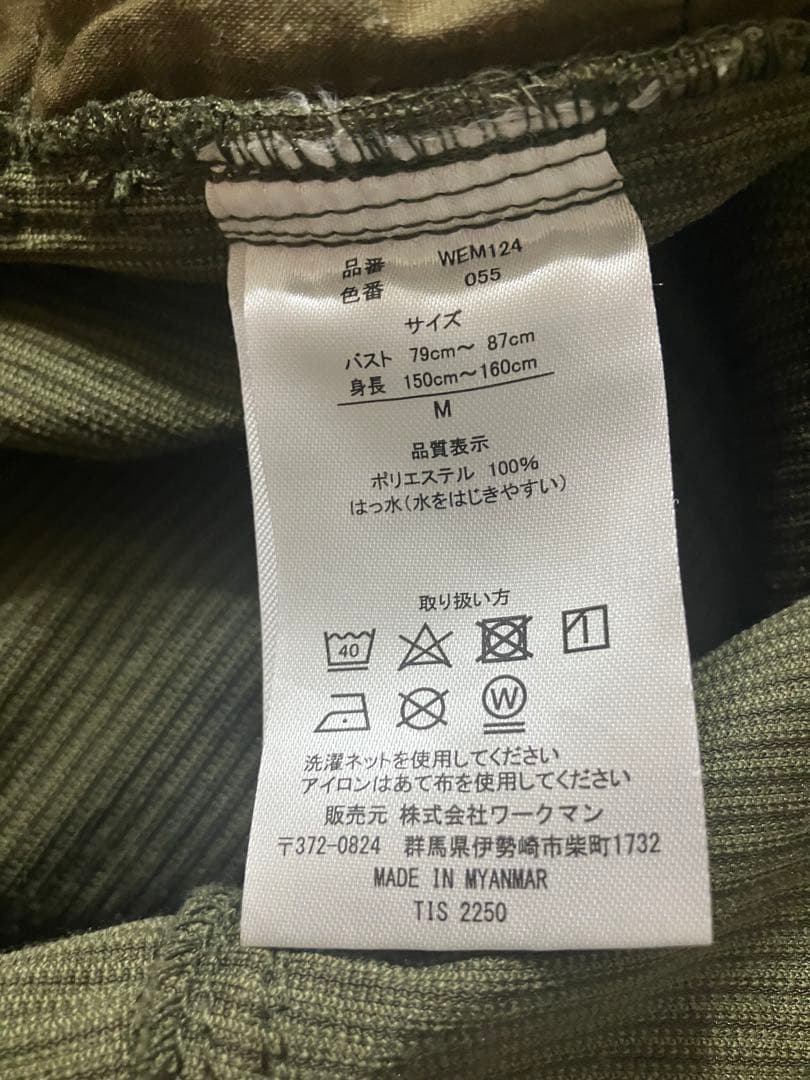 品番 WEM124
色番 055
サイズ
バスト 79cm～ 87cm
身長 150cm～160cm
M
品質表示
ポリエステル 100%
はっ水(水をはじきやすい)
取り扱い方
40
W
洗濯ネットを使用してください
アイロンはあて布を使用してください
販売元 株式会社ワークマン
〒372-0824 群馬県伊勢崎市柴町1732
MADE IN MYANMAR
TIS 2250